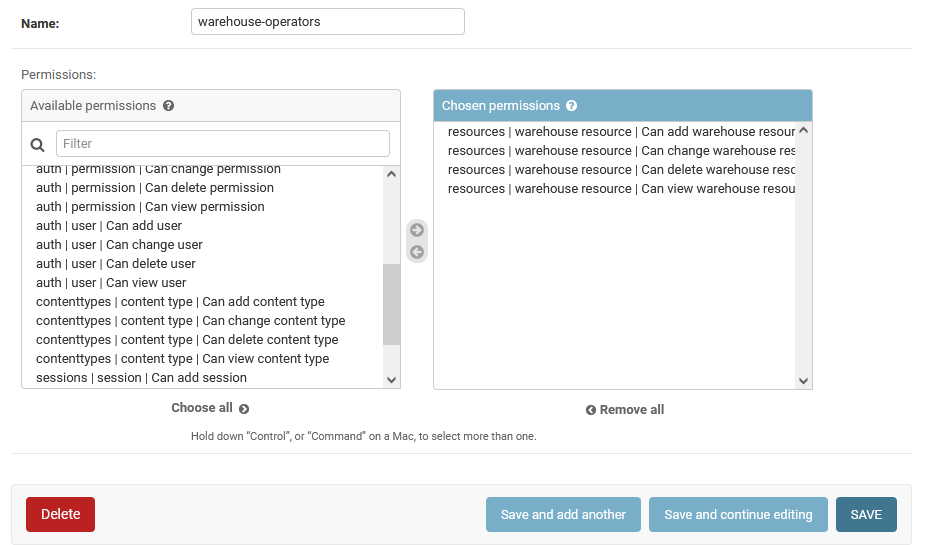 Name:
warehouse-operators
Permissions:
Available permissions ?
Filter
auth | permission | Can change permission
auth | permission | Can delete permission
auth | permission | Can view permission
auth | user | Can add user
auth | user | Can change user
auth | user | Can delete user
auth | user | Can view user
contenttypes | content type | Can add content type
contenttypes | content type | Can change content type
contenttypes | content type | Can delete content type
contenttypes | content type | Can view content type
sessions | session | Can add session
Choose all
Chosen permissions ?
resources | warehouse resource | Can add warehouse resour
resources | warehouse resource | Can change warehouse res
resources | warehouse resource | Can delete warehouse reso
resources | warehouse resource | Can view warehouse resou
Remove all
Hold down “Control”, or “Command” on a Mac, to select more than one.
Delete
Save and add another
Save and continue editing
SAVE